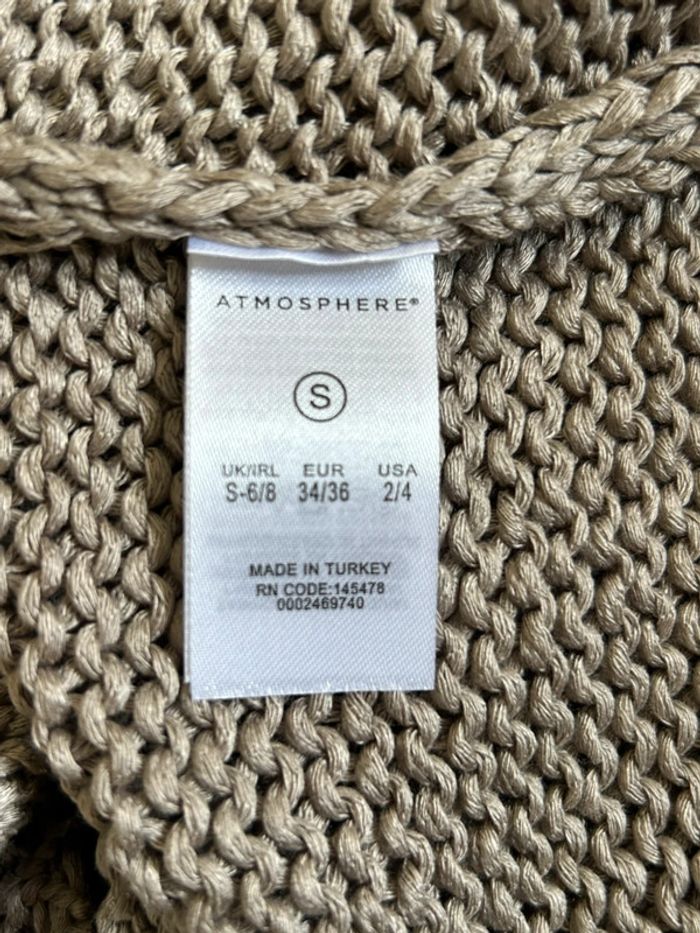 ATMOSPHERE®
S
UK/IRL EUR USA
S-6/8 34/36 2/4
MADE IN TURKEY
RN CODE:145478
0002469740